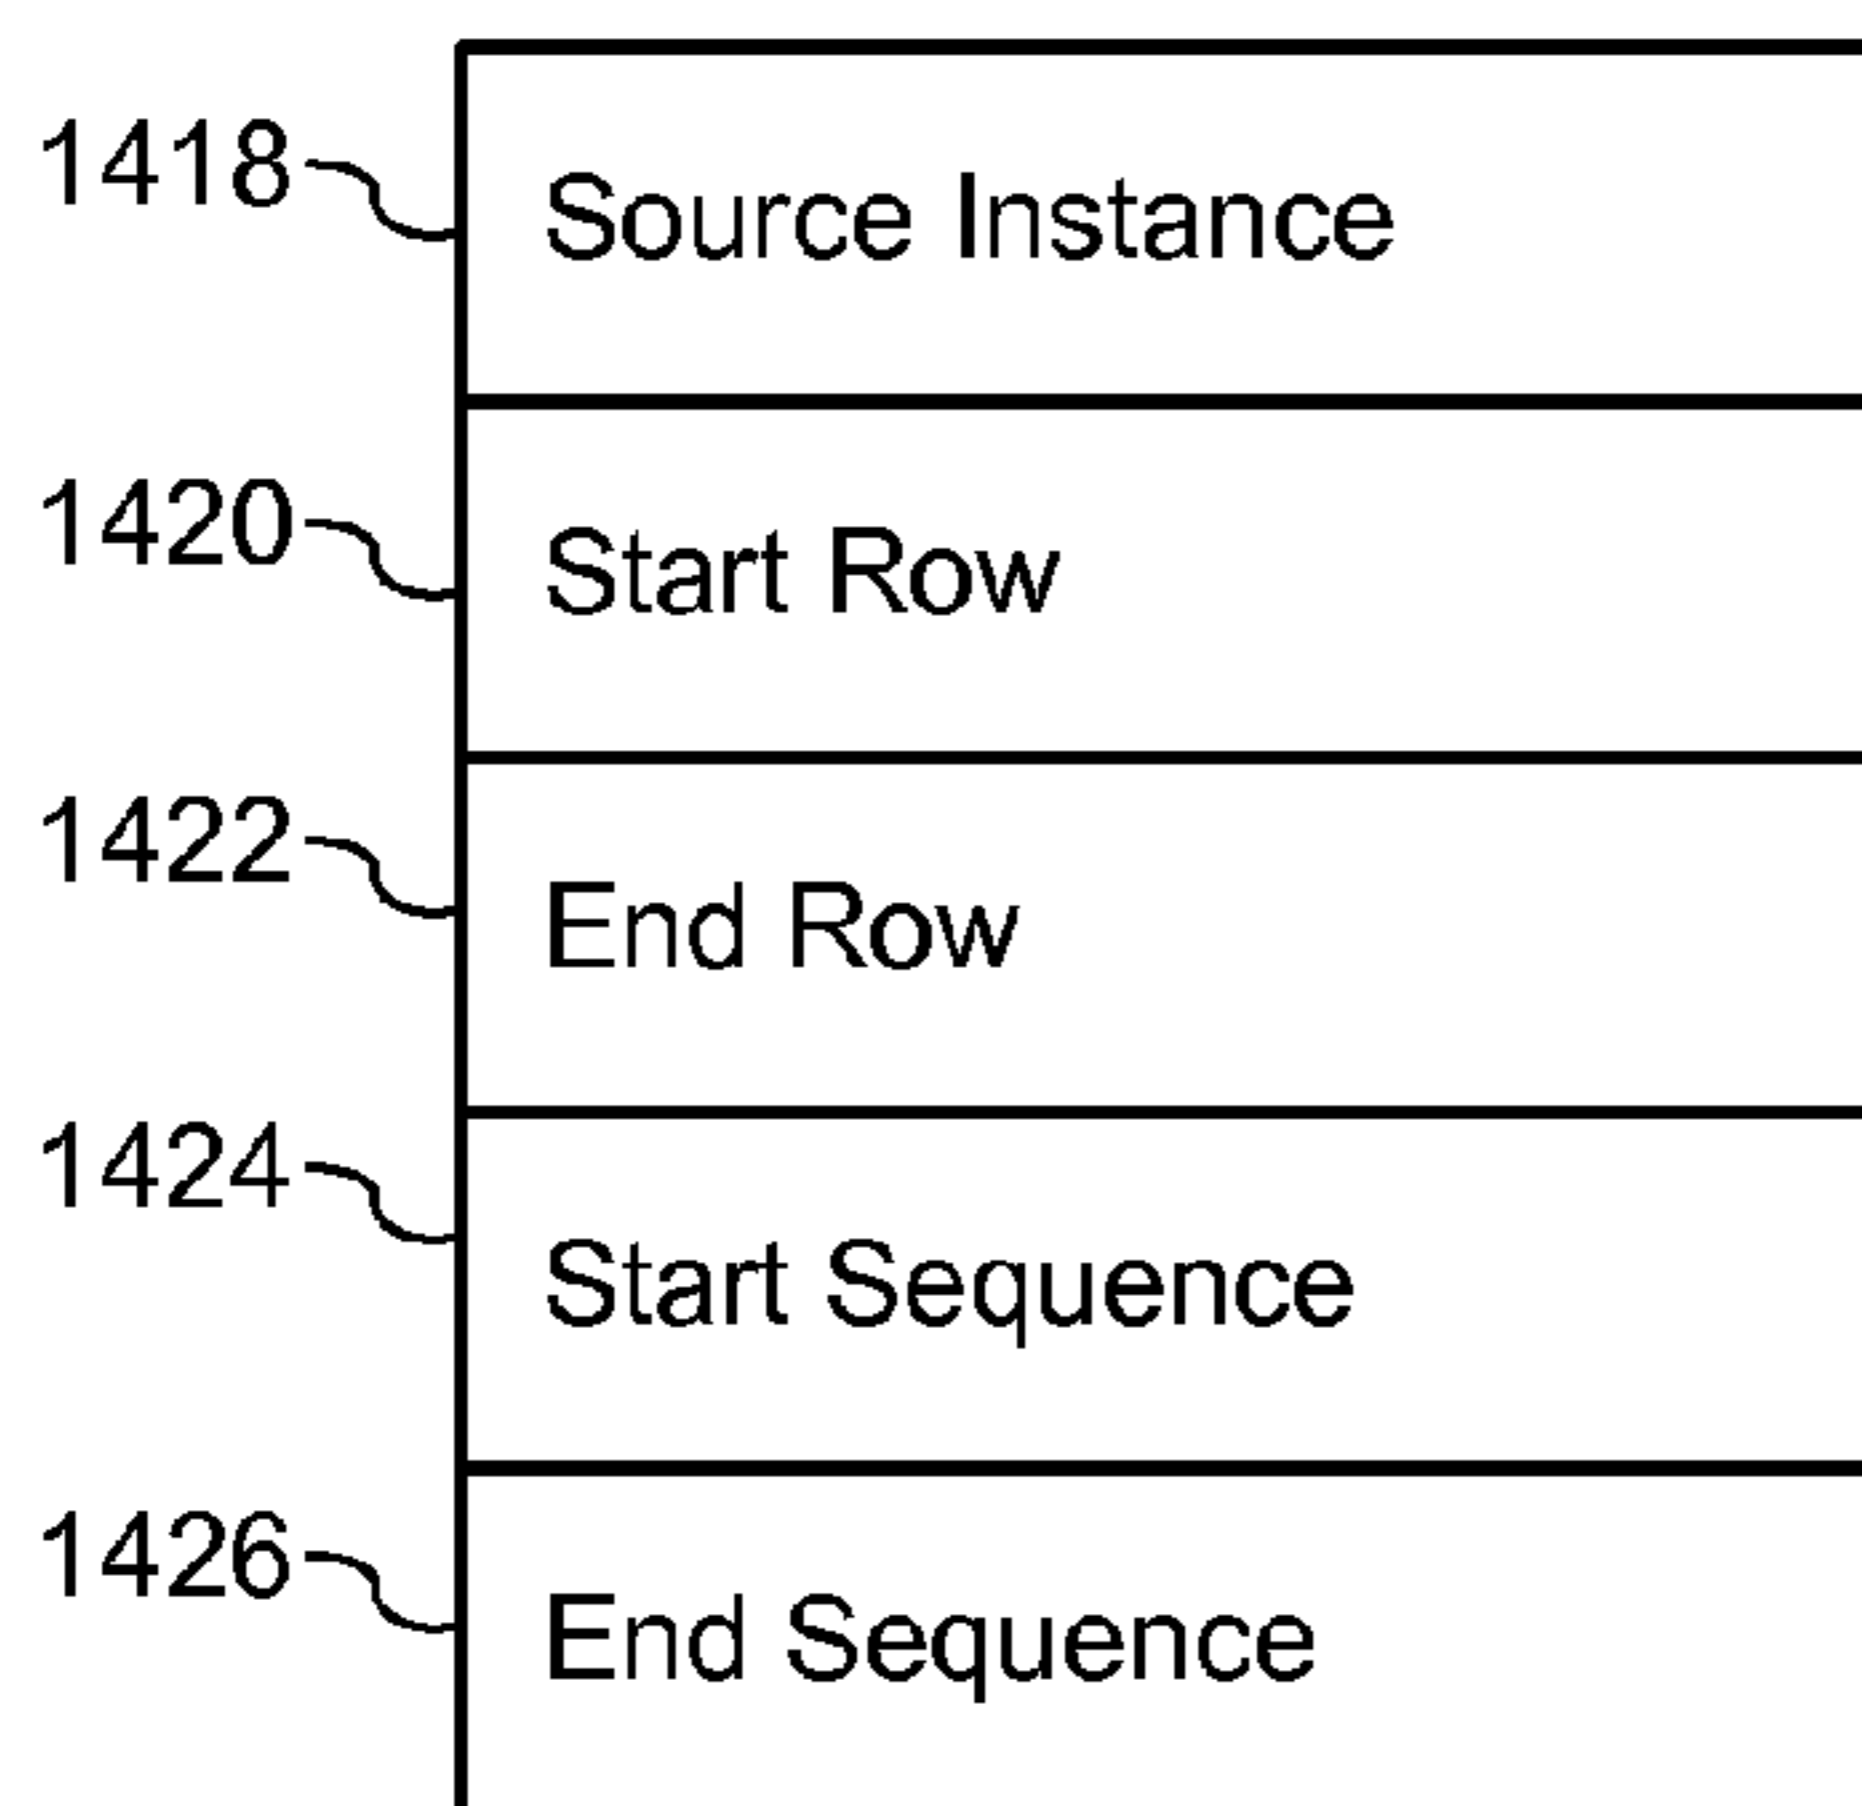 1418 Source Instance
1420 Start Row
1422 End Row
1424 Start Sequence
1426 End Sequence